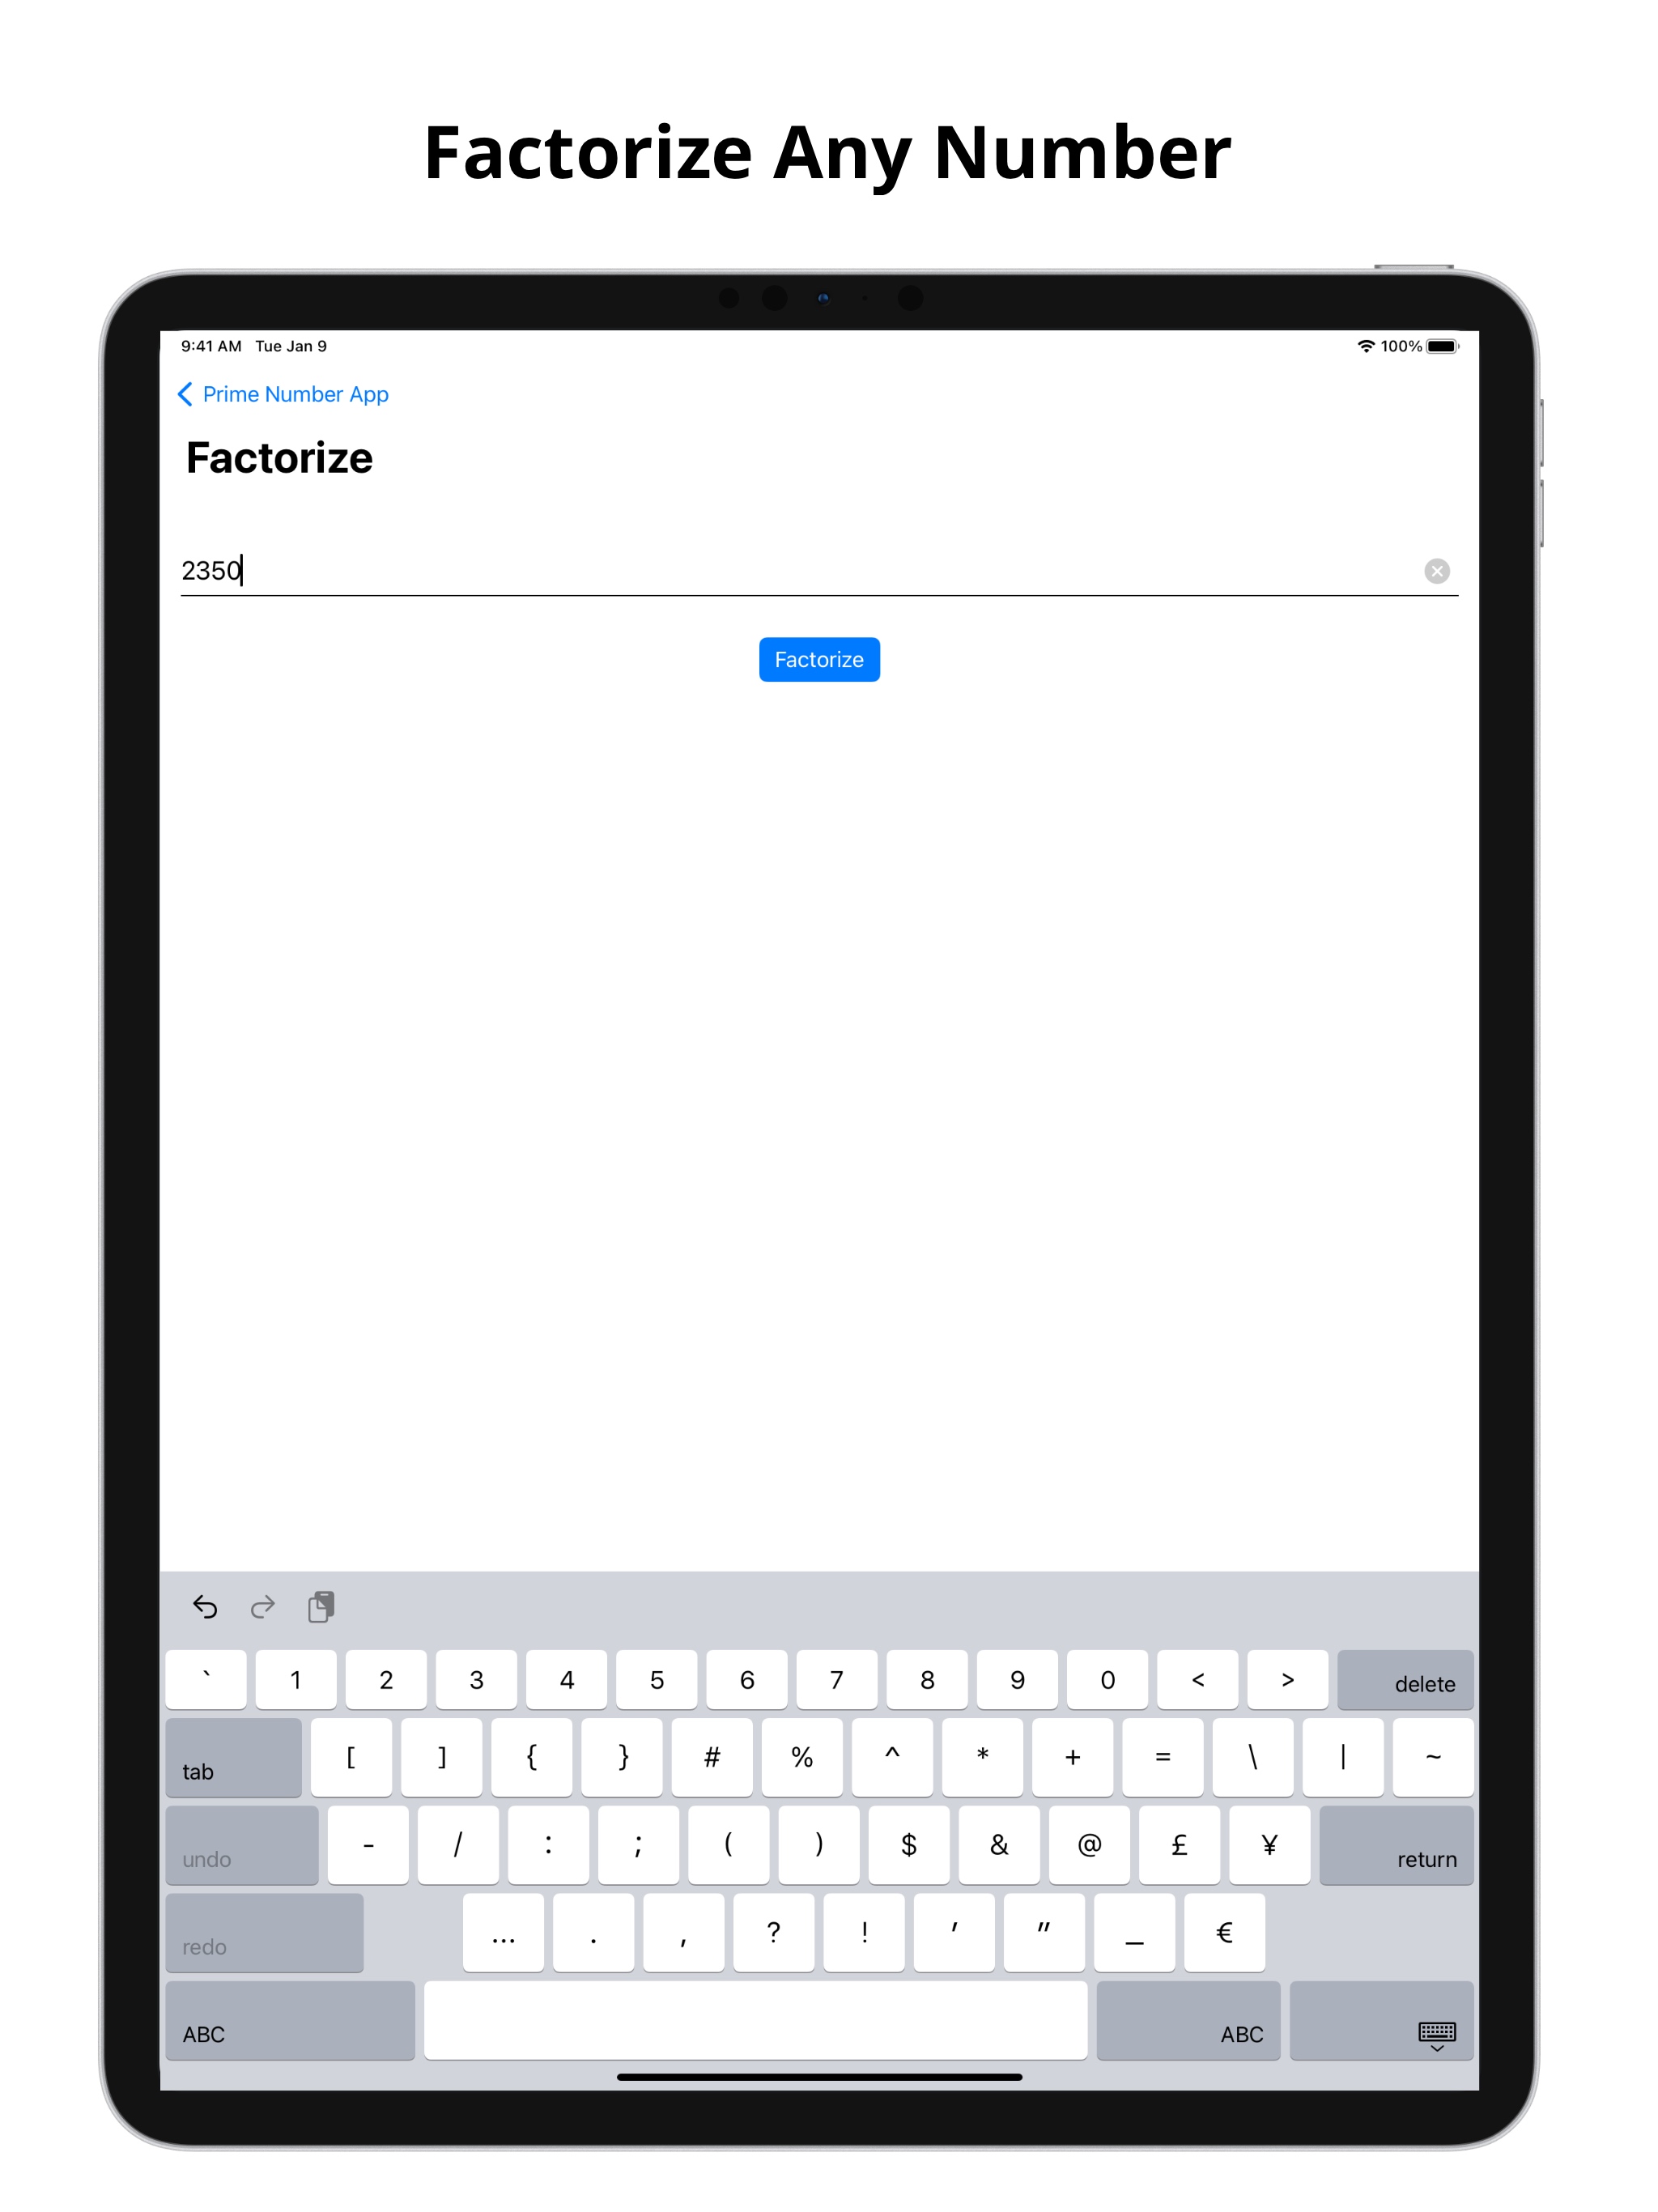 Factorize Any Number
9:41 AM Tue Jan 9
100%
Prime Number App
Factorize
2350
Factorize
` 1 2 3 4 5 6 7 8 9 0 < > delete
tab [ ] { } # % ^ * + = \ | ~
undo - / : ; ( ) $ & @ £ ¥ return
redo ... . , ? ! ' " _ €
ABC ABC